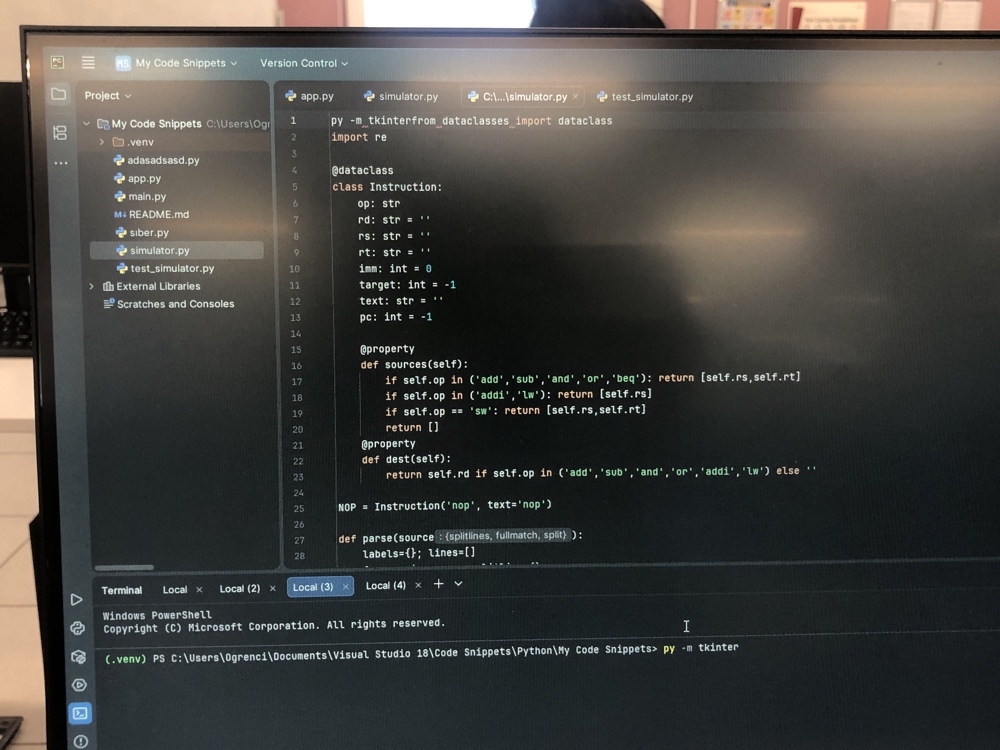 PC MS My Code Snippets Version Control
Project
app.py simulator.py C:\...\simulator.py × test_simulator.py
My Code Snippets C:\Users\Ogr
.venv
adasadsasd.py
app.py
main.py
M↓ README.md
siber.py
simulator.py
test_simulator.py
External Libraries
Scratches and Consoles
1 py -m tkinterfrom dataclasses import dataclass
2 import re
3
4 @dataclass
5 class Instruction:
6 op: str
7 rd: str = ''
8 rs: str = ''
9 rt: str = ''
10 imm: int = 0
11 target: int = -1
12 text: str = ''
13 pc: int = -1
14
15 @property
16 def sources(self):
17 if self.op in ('add','sub','and','or','beq'): return [self.rs,self.rt]
18 if self.op in ('addi','lw'): return [self.rs]
19 if self.op == 'sw': return [self.rs,self.rt]
20 return []
21 @property
22 def dest(self):
23 return self.rd if self.op in ('add','sub','and','or','addi','lw') else ''
24
25 NOP = Instruction('nop', text='nop')
26
27 def parse(source : {splitlines, fullmatch, split} ):
28 labels={}; lines=[]
Terminal Local × Local (2) × Local (3) × Local (4) × +
Windows PowerShell
Copyright (C) Microsoft Corporation. All rights reserved.
(.venv) PS C:\Users\Ogrenci\Documents\Visual Studio 18\Code Snippets\Python\My Code Snippets> py -m tkinter